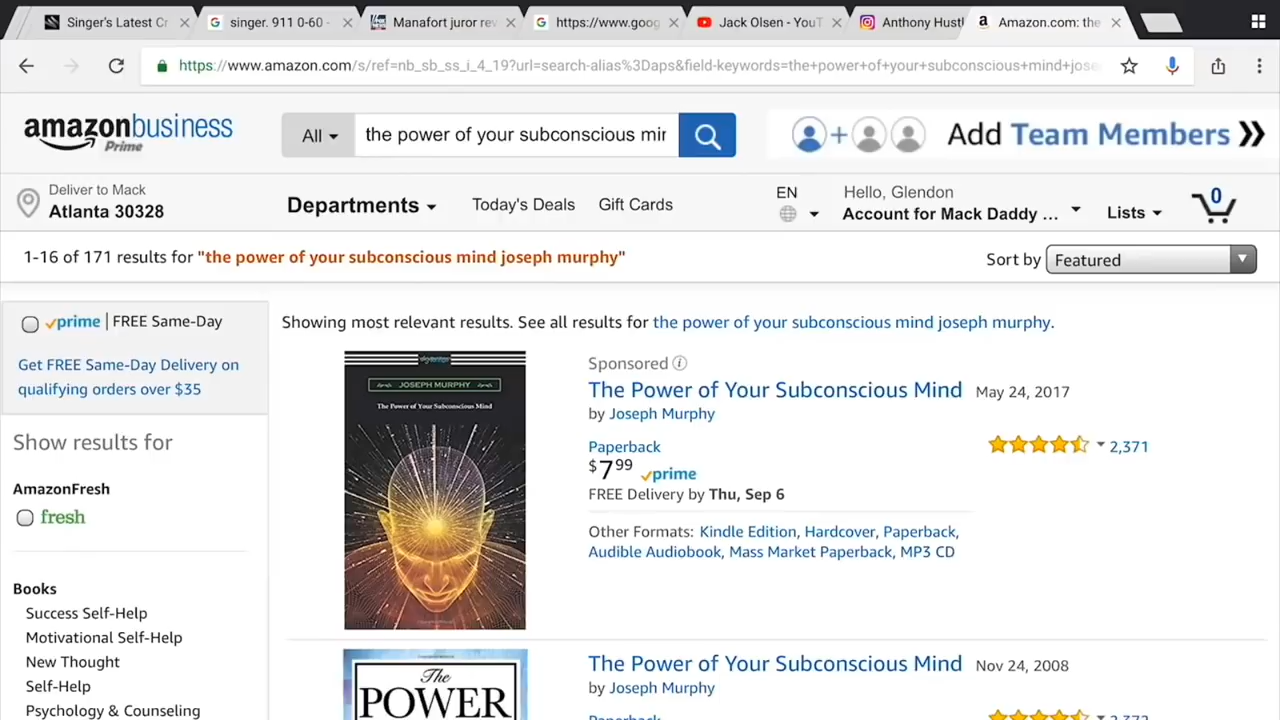 Singer's Latest Cr
singer. 911 0-60 -
Manafort juror rev
https://www.goog
Jack Olsen - YouT
Anthony Hustl
Amazon.com: the
https://www.amazon.com/s/ref=nb_sb_ss_i_4_19?url=search-alias%3Daps&field-keywords=the+power+of+your+subconscious+mind+jose
amazonbusiness
Prime
All
the power of your subconscious mir
Add Team Members
Deliver to Mack
Atlanta 30328
Departments
Today's Deals
Gift Cards
EN
Hello, Glendon
Account for Mack Daddy ...
Lists
0
1-16 of 171 results for "the power of your subconscious mind joseph murphy"
Sort by Featured
prime | FREE Same-Day
Get FREE Same-Day Delivery on
qualifying orders over $35
Show results for
AmazonFresh
fresh
Books
Success Self-Help
Motivational Self-Help
New Thought
Self-Help
Psychology & Counseling
Showing most relevant results. See all results for the power of your subconscious mind joseph murphy.
JOSEPH MURPHY
The Power of Your Subconscious Mind
Sponsored
The Power of Your Subconscious Mind May 24, 2017
by Joseph Murphy
Paperback
$7 99 prime
FREE Delivery by Thu, Sep 6
Other Formats: Kindle Edition, Hardcover, Paperback,
Audible Audiobook, Mass Market Paperback, MP3 CD
2,371
The
POWER
The Power of Your Subconscious Mind Nov 24, 2008
by Joseph Murphy
Paperback
2,372